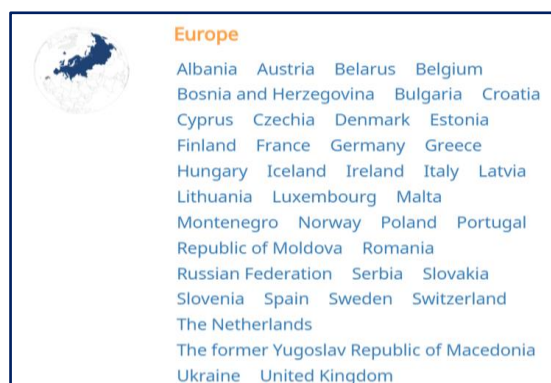 Europe
Albania Austria Belarus Belgium
Bosnia and Herzegovina Bulgaria Croatia
Cyprus Czechia Denmark Estonia
Finland France Germany Greece
Hungary Iceland Ireland Italy Latvia
Lithuania Luxembourg Malta
Montenegro Norway Poland Portugal
Republic of Moldova Romania
Russian Federation Serbia Slovakia
Slovenia Spain Sweden Switzerland
The Netherlands
The former Yugoslav Republic of Macedonia
Ukraine United Kingdom